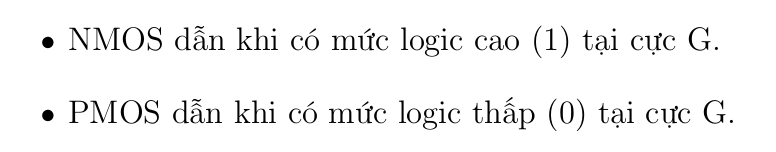 • NMOS dẫn khi có mức logic cao (1) tại cực G.
• PMOS dẫn khi có mức logic thấp (0) tại cực G.